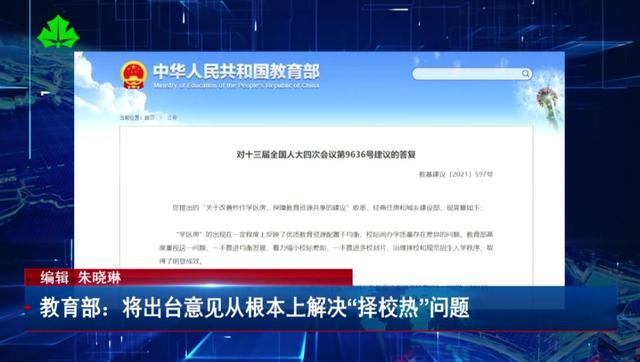 中华人民共和国教育部
Ministry of Education of the People's Republic of China
当前位置：首页 > 公开
对十三届全国人大四次会议第9636号建议的答复
教基建议〔2021〕597号
您提出的“关于改善炒作学区房、保障教育资源共享的建议”收悉，经商住房和城乡建设部，现答复如下：
“学区房”的出现在一定程度上反映了优质教育资源配置不均衡、校际间办学质量存在差异的问题。教育部高
度重视这一问题，一手置进均衡发展、着力缩小校际差距，一手置进多校划片、治理择校和规范招生入学秩序，取
得了明显成效。
编辑 朱晓琳
教育部：将出台意见从根本上解决“择校热”问题